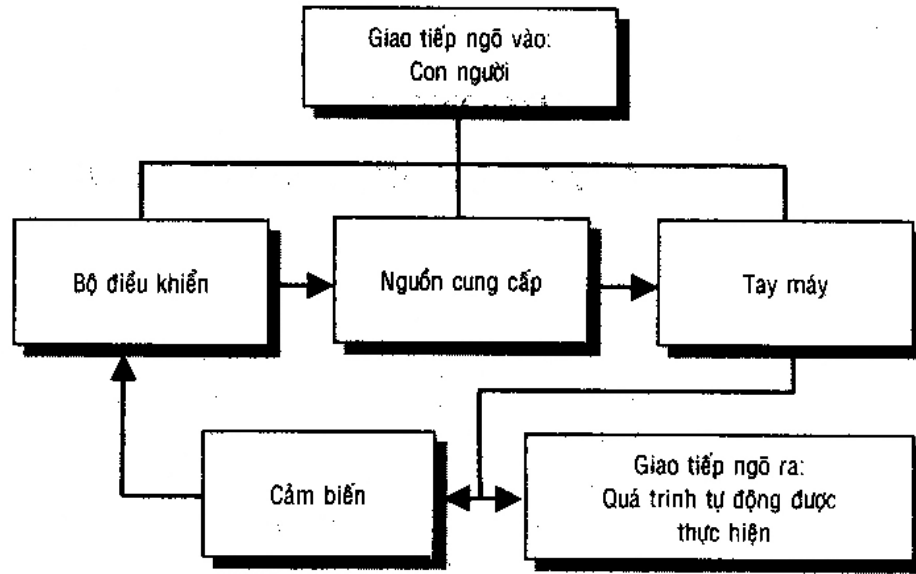 Giao tiếp ngõ vào:
Con người
Bộ điều khiển
Nguồn cung cấp
Tay máy
Cảm biến
Giao tiếp ngõ ra:
Quá trình tự động được
thực hiện